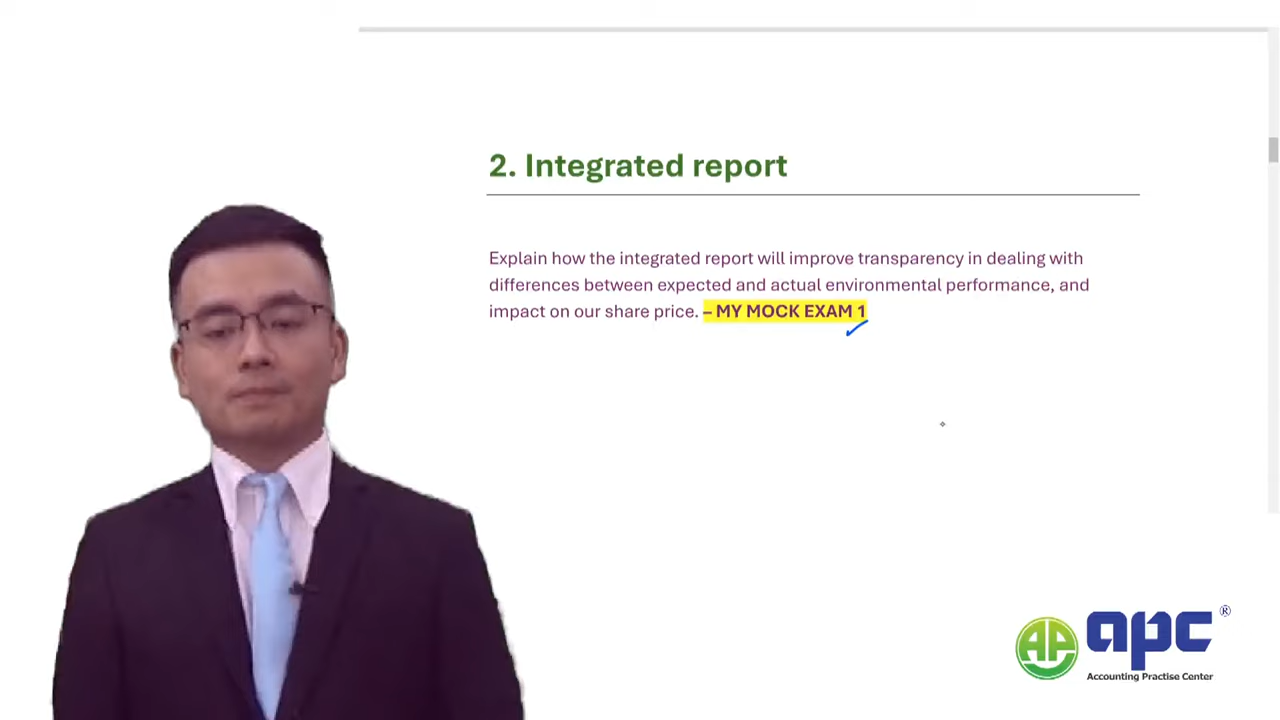 2. Integrated report
Explain how the integrated report will improve transparency in dealing with
differences between expected and actual environmental performance, and
impact on our share price. – MY MOCK EXAM 1
AP apc ®
Accounting Practise Center